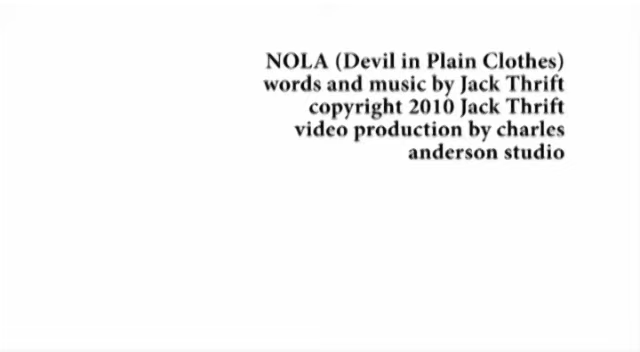 NOLA (Devil in Plain Clothes)
words and music by Jack Thrift
copyright 2010 Jack Thrift
video production by charles
anderson studio